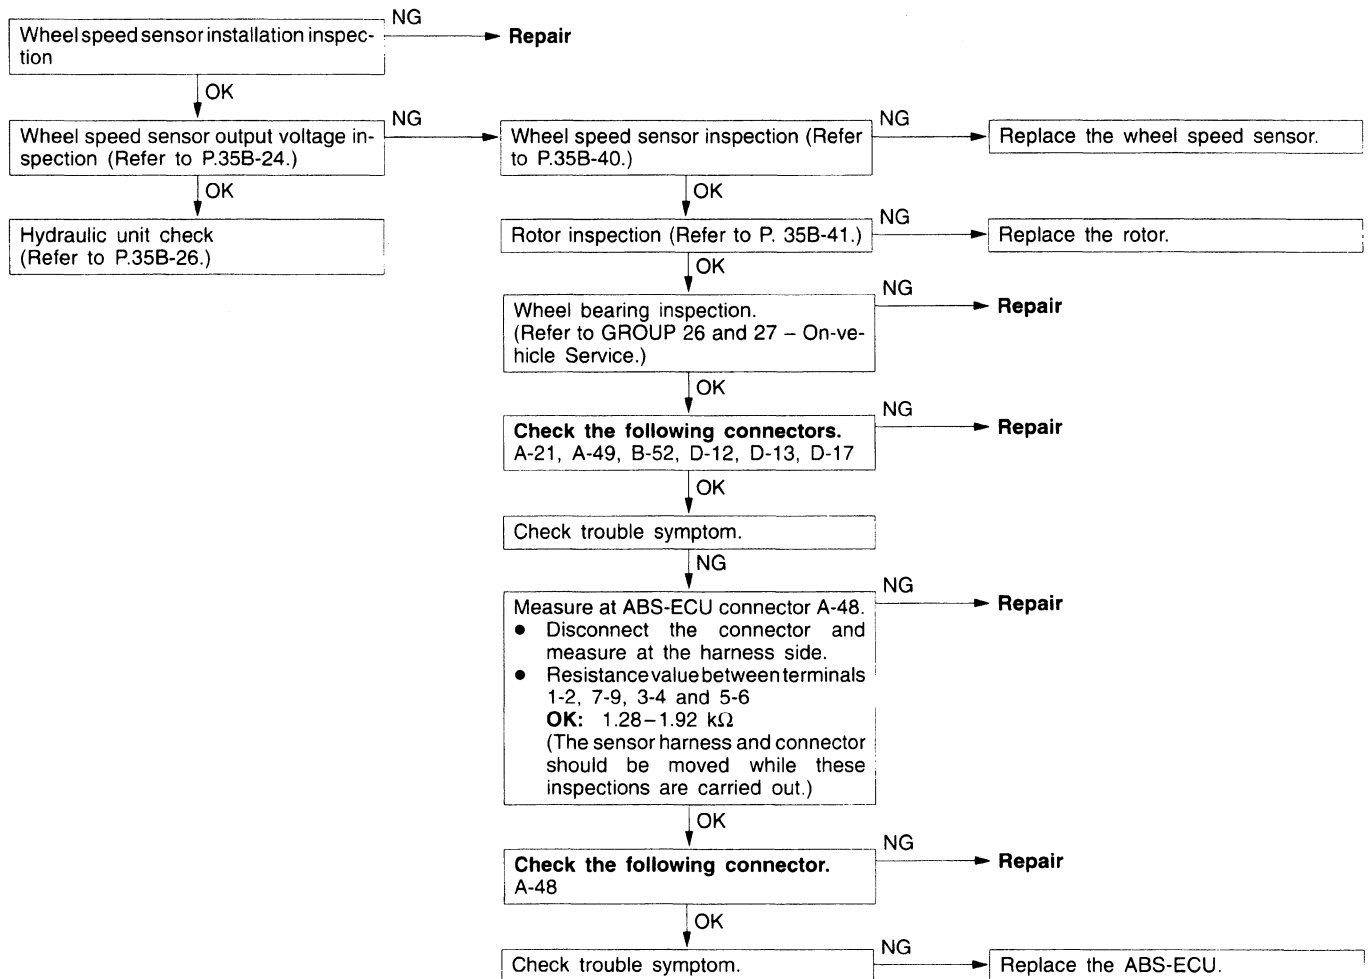 NG
Wheel speed sensor installation inspec-
tion
Repair
OK
NG
NG
Wheel speed sensor output voltage in-
spection (Refer to P.35B-24.)
Wheel speed sensor inspection (Refer
to P.35B-40.)
Replace the wheel speed sensor.
OK
OK
Hydraulic unit check
(Refer to P.35B-26.)
NG
Rotor inspection (Refer to P. 35B-41.)
Replace the rotor.
OK
NG
Wheel bearing inspection.
(Refer to GROUP 26 and 27 – On-ve-
hicle Service.)
Repair
OK
NG
Check the following connectors.
A-21, A-49, B-52, D-12, D-13, D-17
Repair
OK
Check trouble symptom.
NG
NG
Measure at ABS-ECU connector A-48.
● Disconnect the connector and
measure at the harness side.
● Resistance value between terminals
1-2, 7-9, 3-4 and 5-6
OK: 1.28–1.92 kΩ
(The sensor harness and connector
should be moved while these
inspections are carried out.)
Repair
OK
NG
Check the following connector.
A-48
Repair
OK
NG
Check trouble symptom.
Replace the ABS-ECU.